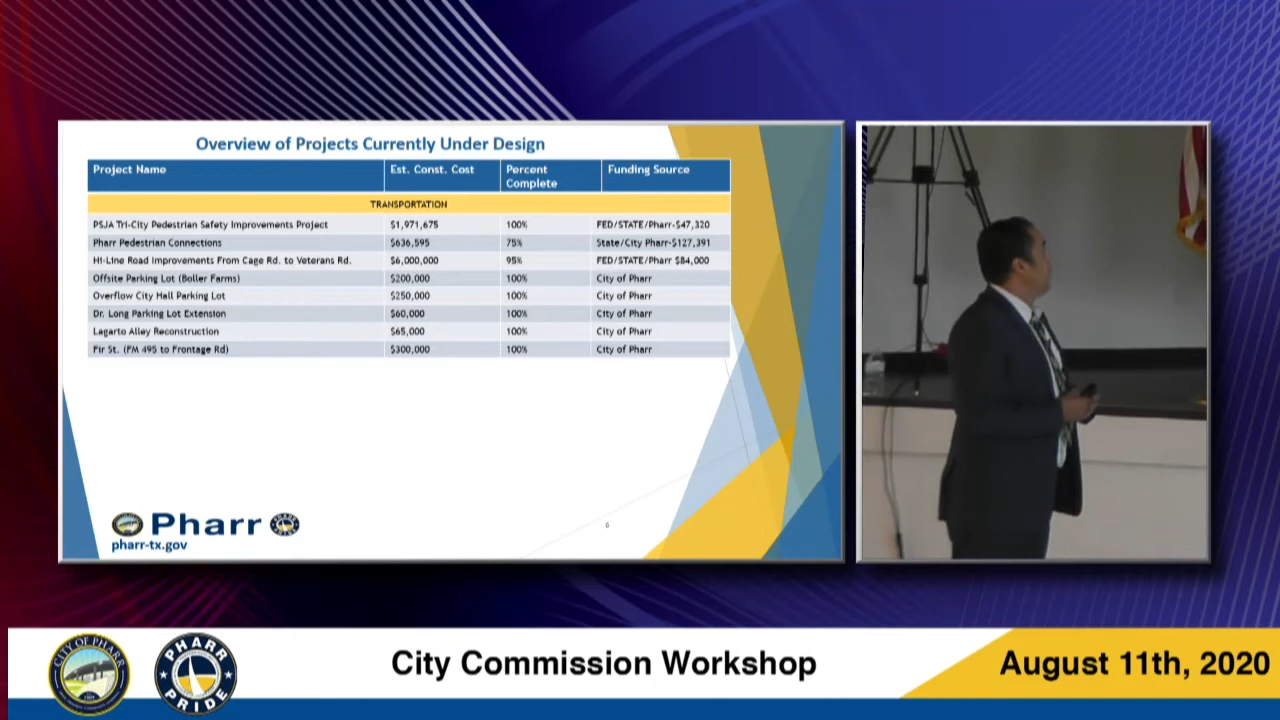 Overview of Projects Currently Under Design
Project Name Est. Const. Cost Percent Complete Funding Source
TRANSPORTATION
PSJA Tri-City Pedestrian Safety Improvements Project $1,971,675 100% FED/STATE/Pharr-$47,320
Pharr Pedestrian Connections $636,595 75% State/City Pharr-$127,391
Hi-Line Road Improvements From Cage Rd. to Veterans Rd. $6,000,000 95% FED/STATE/Pharr $84,000
Offsite Parking Lot (Boller Farms) $200,000 100% City of Pharr
Overflow City Hall Parking Lot $250,000 100% City of Pharr
Dr. Long Parking Lot Extension $60,000 100% City of Pharr
Lagarto Alley Reconstruction $65,000 100% City of Pharr
Fir St. (FM 495 to Frontage Rd) $300,000 100% City of Pharr
Pharr
pharr-tx.gov
6
CITY OF PHARR
PHARR PRIDE
City Commission Workshop
August 11th, 2020